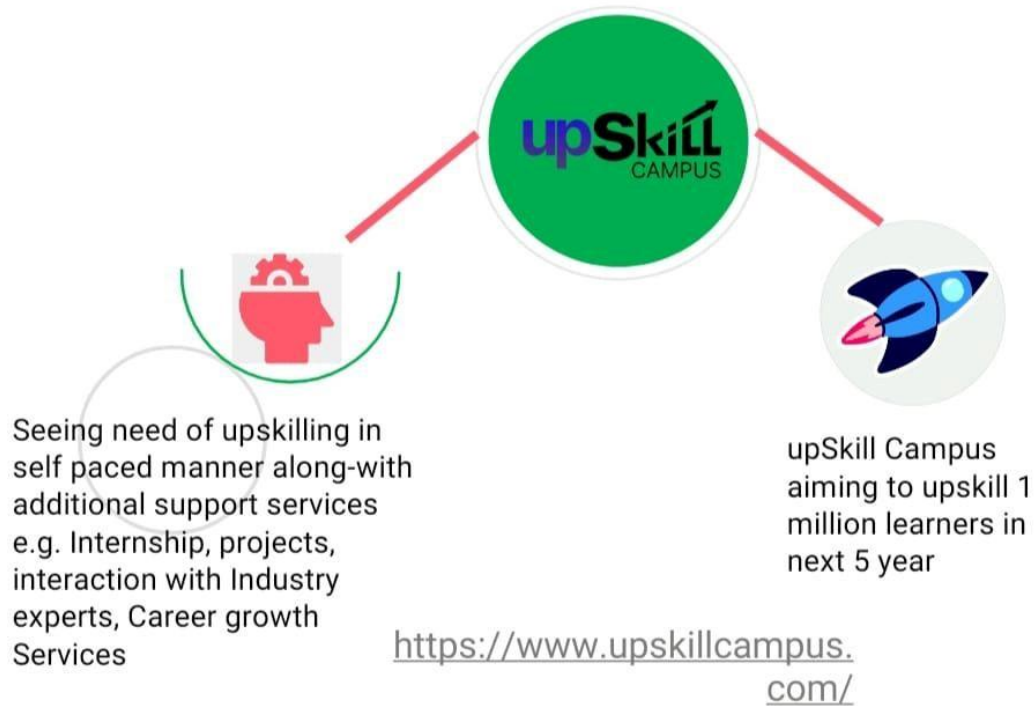 upSkill
CAMPUS
Seeing need of upskilling in
self paced manner along-with
additional support services
e.g. Internship, projects,
interaction with Industry
experts, Career growth
Services
upSkill Campus
aiming to upskill 1
million learners in
next 5 year
https://www.upskillcampus.
com/